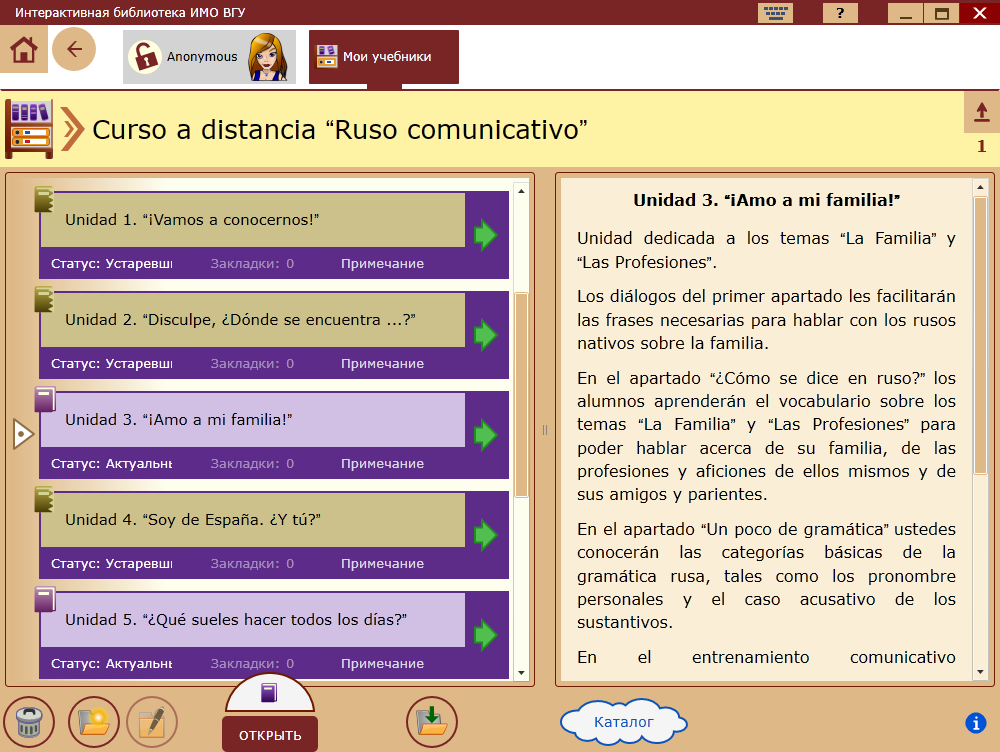 Интерактивная библиотека ИМО ВГУ
?
Anonymous
Мои учебники
Curso a distancia “Ruso comunicativo”
1
Unidad 1. “¡Vamos a conocernos!”
Статус: Устаревш
Закладки: 0
Примечание
Unidad 2. “Disculpe, ¿Dónde se encuentra ...?”
Статус: Устаревш
Закладки: 0
Примечание
Unidad 3. “¡Amo a mi familia!”
Статус: Актуальн
Закладки: 0
Примечание
Unidad 4. “Soy de España. ¿Y tú?”
Статус: Устаревш
Закладки: 0
Примечание
Unidad 5. “¿Qué sueles hacer todos los días?”
Статус: Актуальн
Закладки: 0
Примечание
Unidad 3. “¡Amo a mi familia!”
Unidad dedicada a los temas “La Familia” y
“Las Profesiones”.
Los diálogos del primer apartado les facilitarán
las frases necesarias para hablar con los rusos
nativos sobre la familia.
En el apartado “¿Cómo se dice en ruso?” los
alumnos aprenderán el vocabulario sobre los
temas “La Familia” y “Las Profesiones” para
poder hablar acerca de su familia, de las
profesiones y aficiones de ellos mismos y de
sus amigos y parientes.
En el apartado “Un poco de gramática” ustedes
conocerán las categorías básicas de la
gramática rusa, tales como los pronombre
personales y el caso acusativo de los
sustantivos.
En el entrenamiento comunicativo
ОТКРЫТЬ
Каталог
i